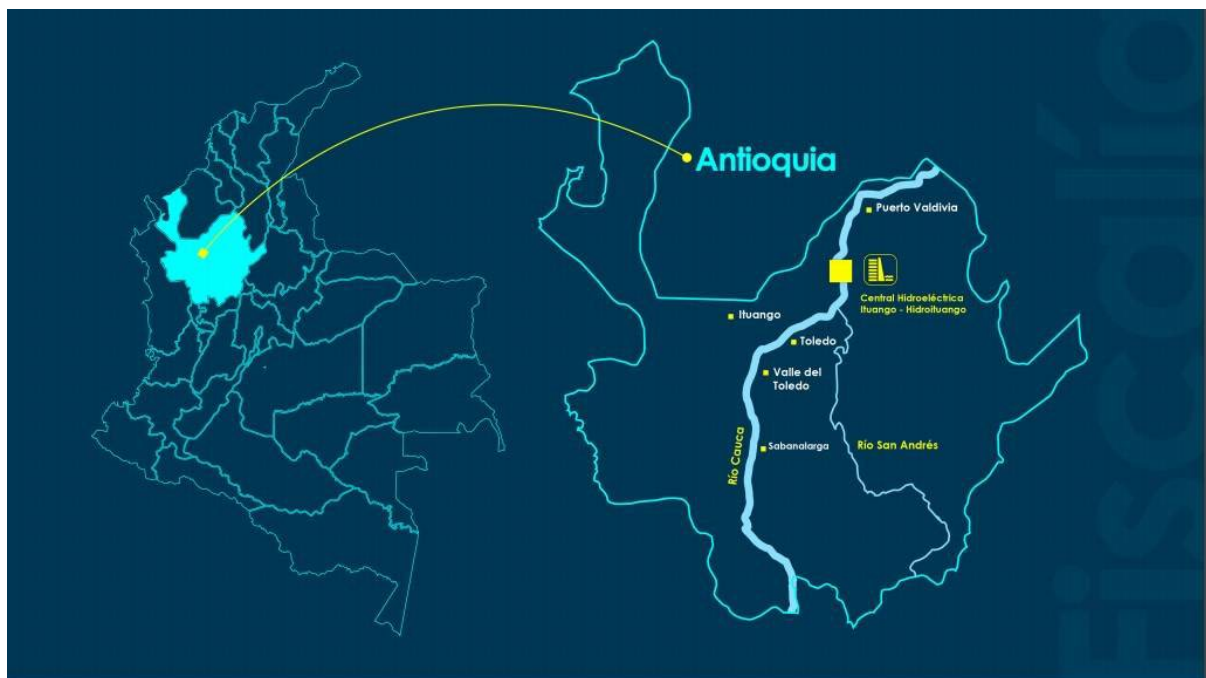 Antioquia
Puerto Valdivia
Central Hidroeléctrica
Ituango - Hidroituango
Ituango
Toledo
Valle del
Toledo
Río Cauca
Sabanalarga
Río San Andrés
Fiscalía